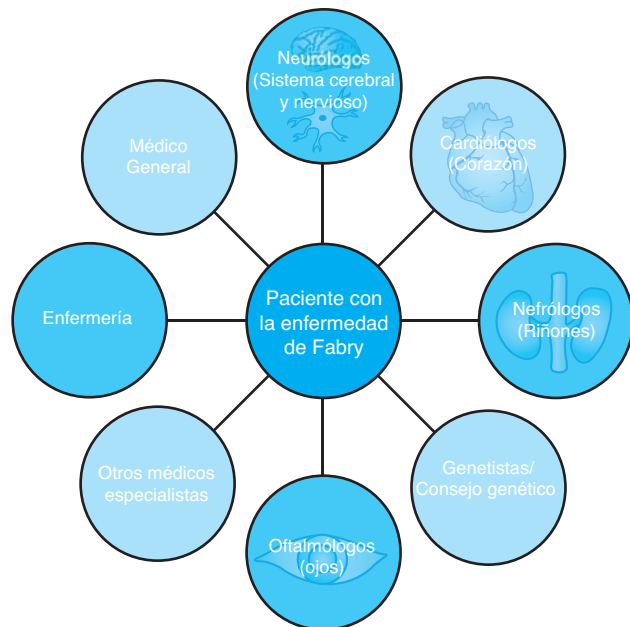 Neurólogos
(Sistema cerebral
y nervioso)
Médico
General
Cardiólogos
(Corazón)
Enfermería
Paciente con
la enfermedad
de Fabry
Nefrólogos
(Riñones)
Otros médicos
especialistas
Genetistas/
Consejo genético
Oftalmólogos
(ojos)